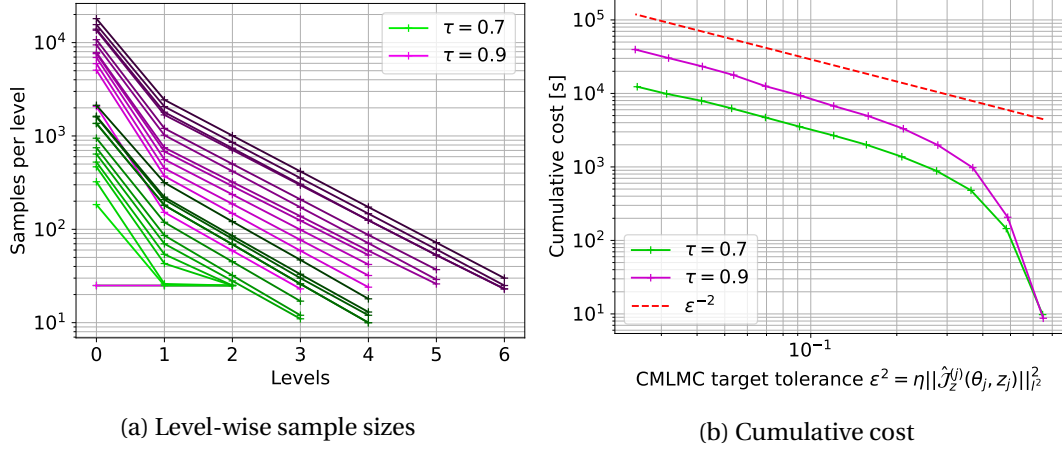 Samples per level
10⁴
10³
10²
10¹
0 1 2 3 4 5 6
Levels
τ = 0.7
τ = 0.9
(a) Level-wise sample sizes
Cumulative cost [s]
10⁵
10⁴
10³
10²
10¹
10⁻¹
τ = 0.7
τ = 0.9
ε⁻²
CMLMC target tolerance ε² = η||𝒥̂_z^(j)(θ_j, z_j)||²_{l²}
(b) Cumulative cost